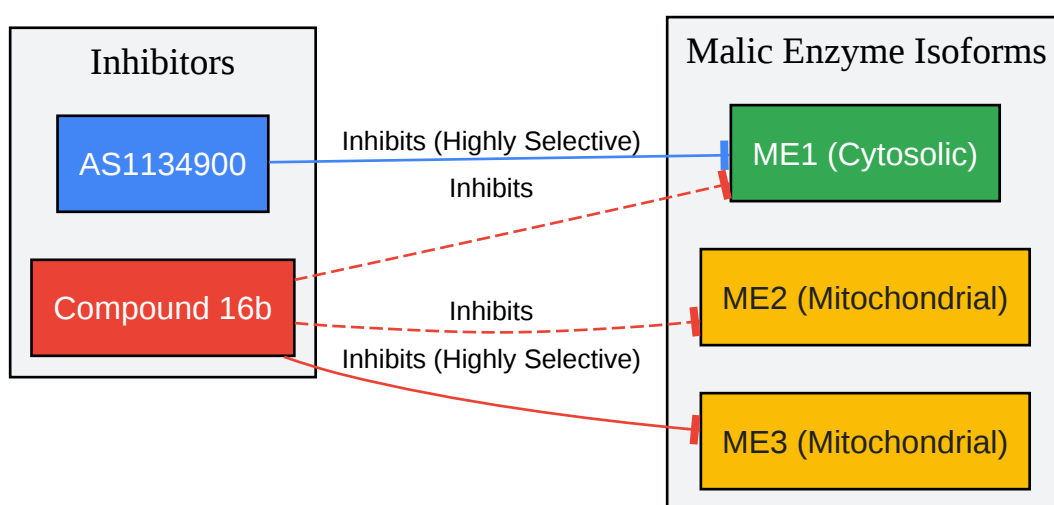 Inhibitors
AS1134900
Compound 16b
Inhibits (Highly Selective)
Inhibits
Inhibits
Inhibits (Highly Selective)
Malic Enzyme Isoforms
ME1 (Cytosolic)
ME2 (Mitochondrial)
ME3 (Mitochondrial)